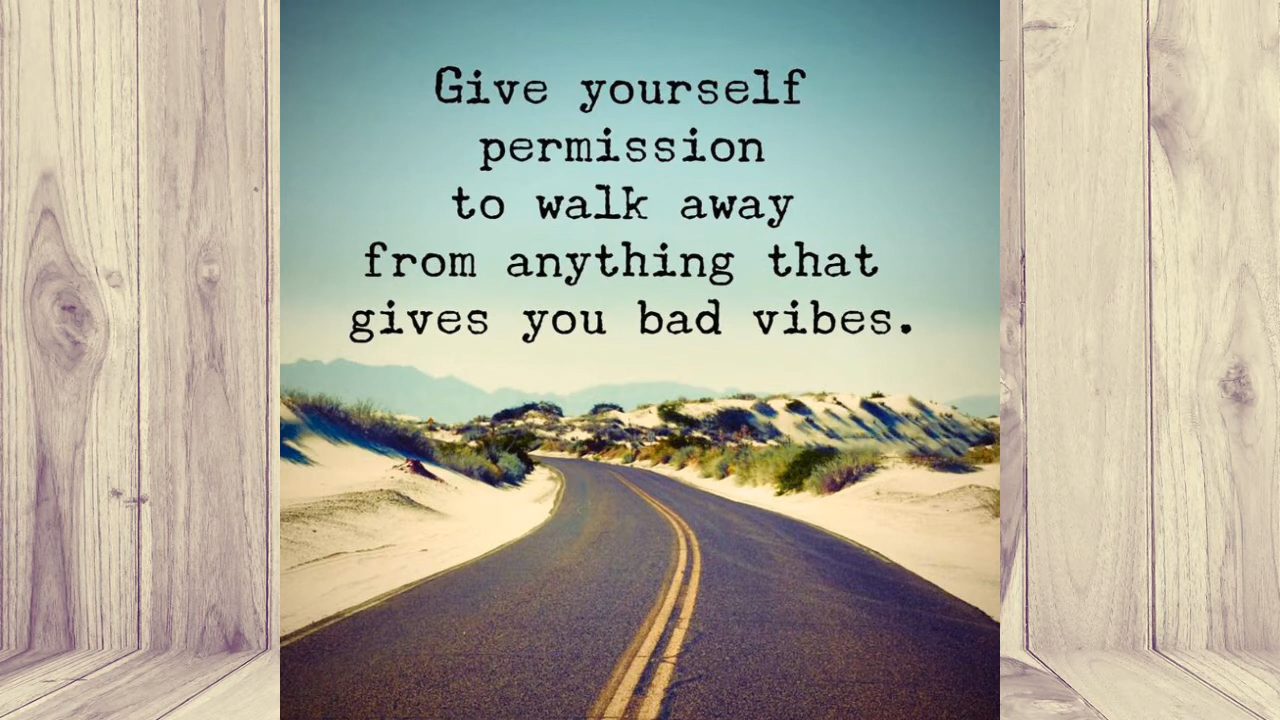 Give yourself
permission
to walk away
from anything that
gives you bad vibes.